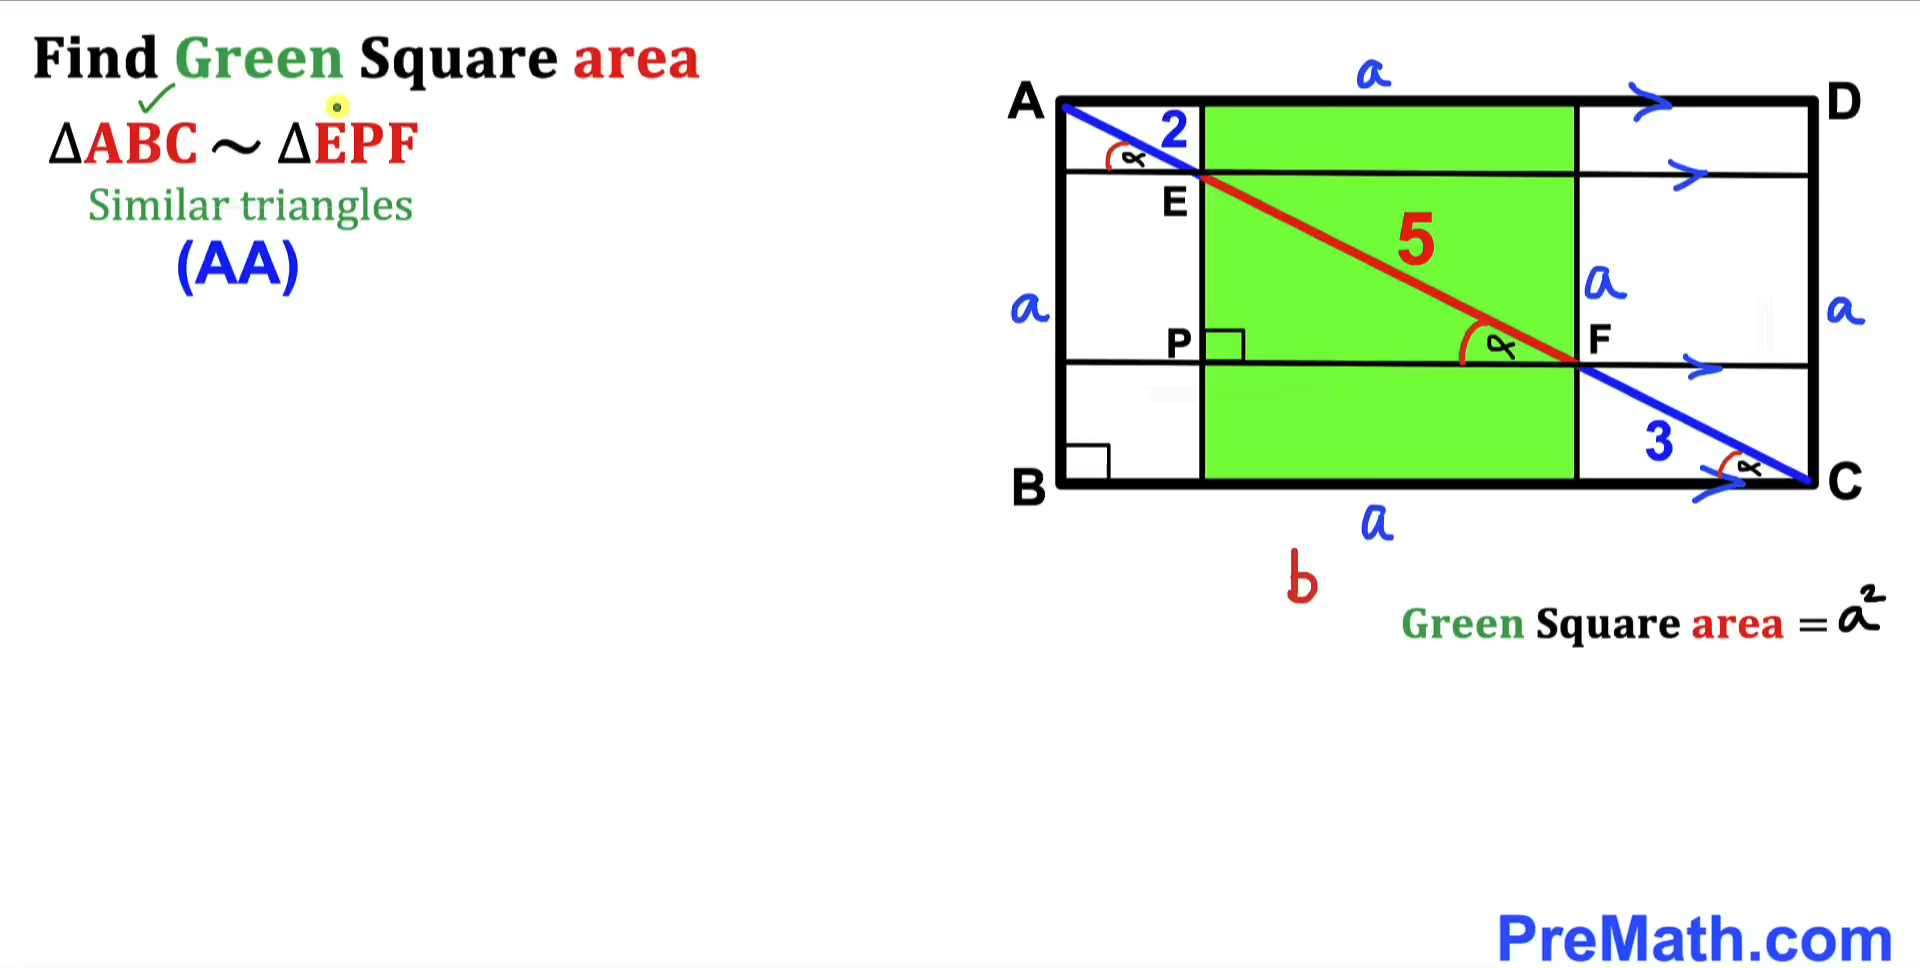 Find Green Square area
ΔABC ~ ΔEPF
Similar triangles
(AA)
a
A
D
2
α
E
5
a
a
a
P
α
F
3
α
B
C
a
b
Green Square area = a²
PreMath.com